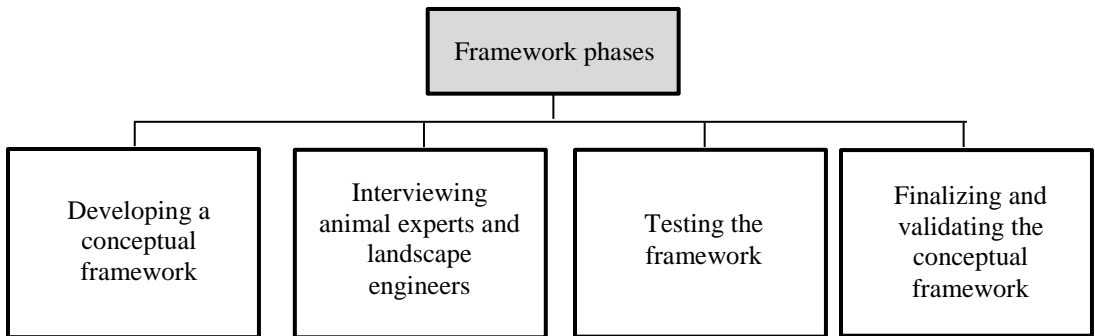 Framework phases
Developing a
conceptual
framework
Interviewing
animal experts and
landscape
engineers
Testing the
framework
Finalizing and
validating the
conceptual
framework